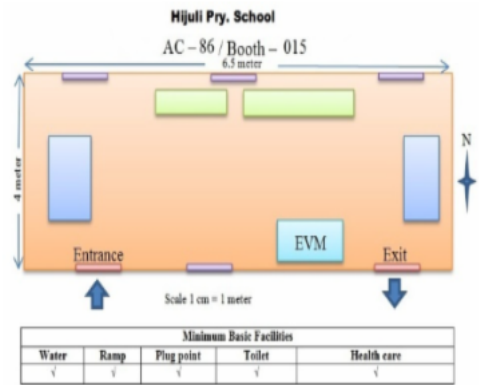 Hijuli Pry. School
AC – 86 / Booth – 015
6.5 meter
4 meter
N
EVM
Entrance
Exit
Scale 1 cm = 1 meter
Minimum Basic Facilities
Water Ramp Plug point Toilet Health care
√ √ √ √ √